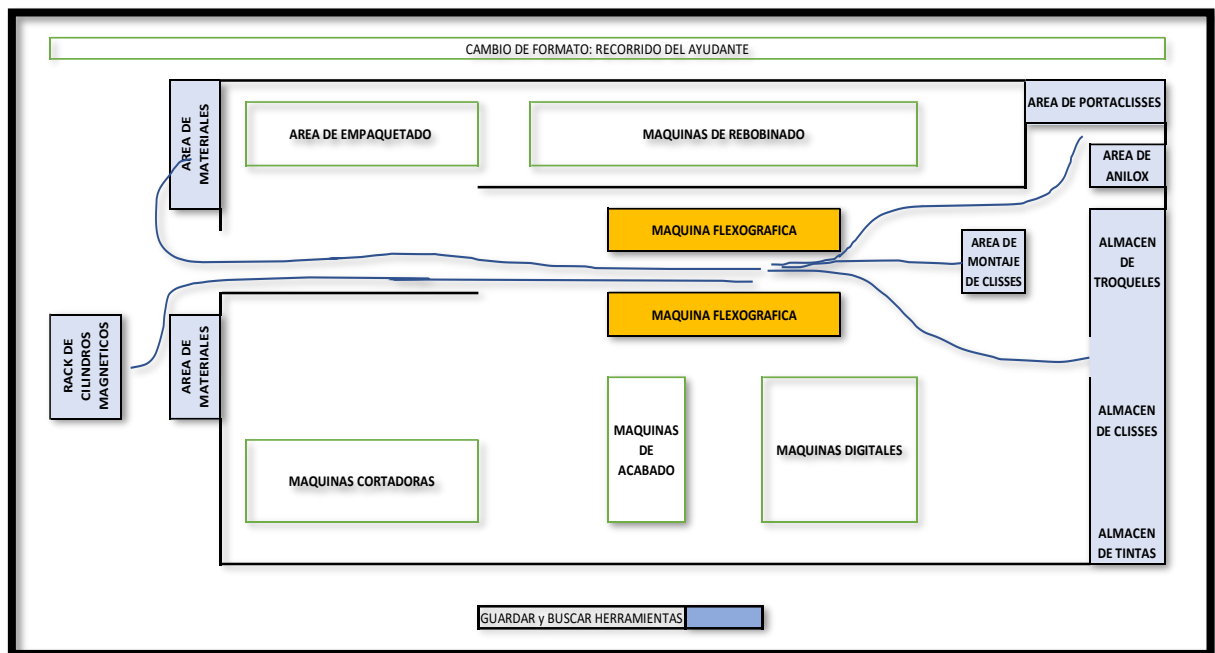 CAMBIO DE FORMATO: RECORRIDO DEL AYUDANTE
AREA DE
MATERIALES
AREA DE EMPAQUETADO
MAQUINAS DE REBOBINADO
AREA DE PORTACLISSES
AREA DE
ANILOX
MAQUINA FLEXOGRAFICA
AREA DE
MONTAJE
DE CLISSES
ALMACEN
DE
TROQUELES
MAQUINA FLEXOGRAFICA
RACK DE
CILINDROS
MAGNETICOS
AREA DE
MATERIALES
MAQUINAS
DE
ACABADO
MAQUINAS DIGITALES
ALMACEN
DE CLISSES
MAQUINAS CORTADORAS
ALMACEN
DE TINTAS
GUARDAR y BUSCAR HERRAMIENTAS